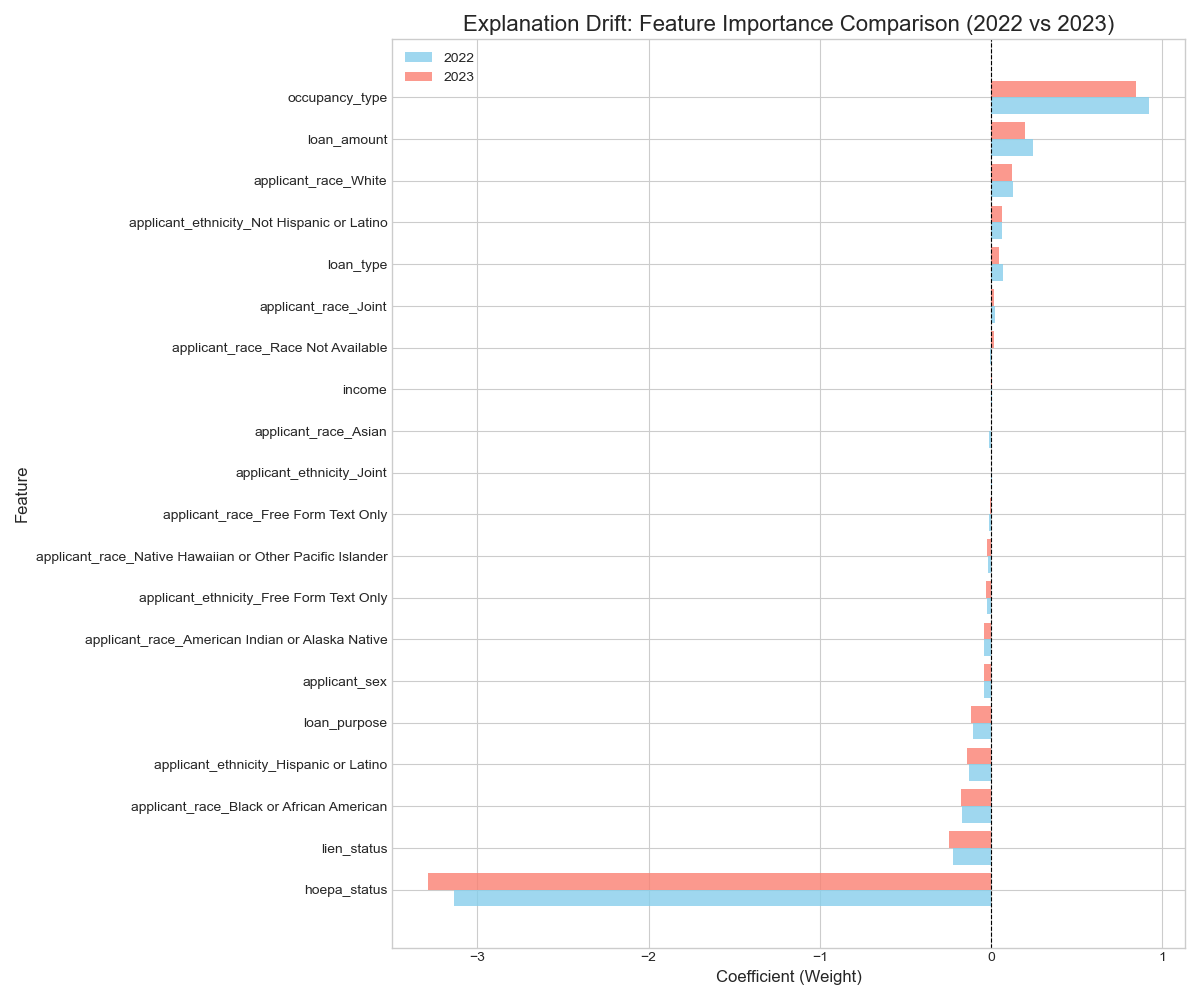 Explanation Drift: Feature Importance Comparison (2022 vs 2023)
2022
2023
occupancy_type
loan_amount
applicant_race_White
applicant_ethnicity_Not Hispanic or Latino
loan_type
applicant_race_Joint
applicant_race_Race Not Available
income
applicant_race_Asian
applicant_ethnicity_Joint
applicant_race_Free Form Text Only
applicant_race_Native Hawaiian or Other Pacific Islander
applicant_ethnicity_Free Form Text Only
applicant_race_American Indian or Alaska Native
applicant_sex
loan_purpose
applicant_ethnicity_Hispanic or Latino
applicant_race_Black or African American
lien_status
hoepa_status
Feature
−3 −2 −1 0 1
Coefficient (Weight)